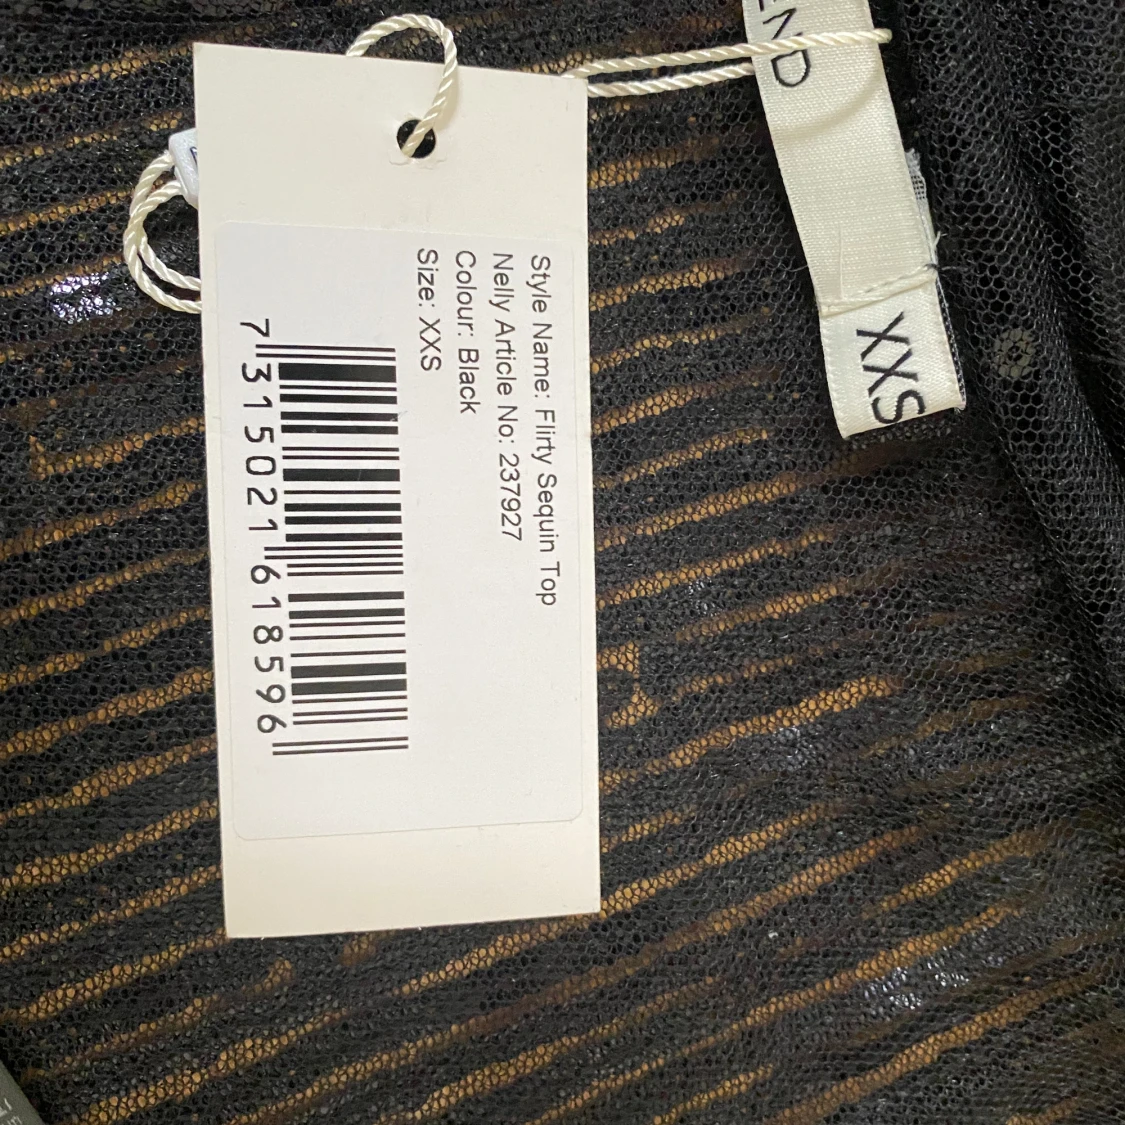 Style Name: Flirty Sequin Top
Nelly Article No: 237927
Colour: Black
Size: XXS
7 315021 618596
END
XXS